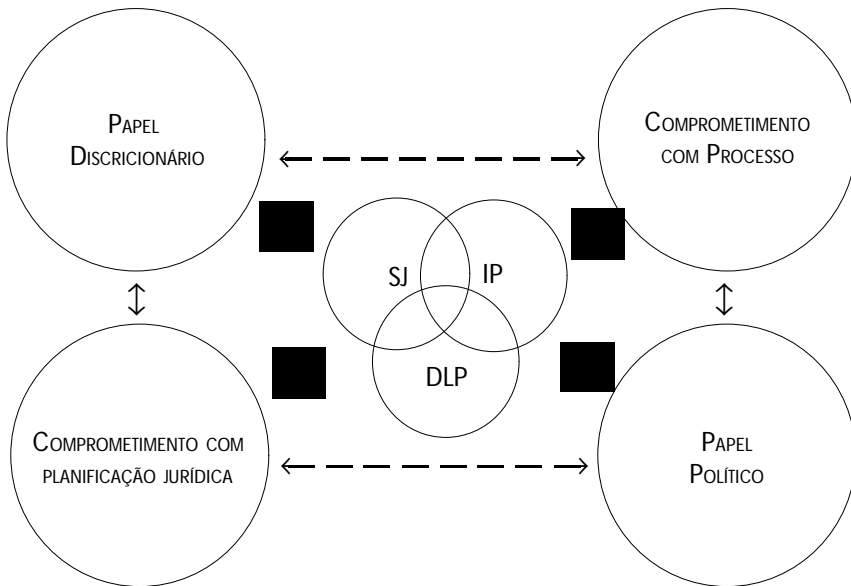 Papel
Discricionário
Comprometimento
com Processo
SJ
IP
DLP
Comprometimento com
planificação jurídica
Papel
Político